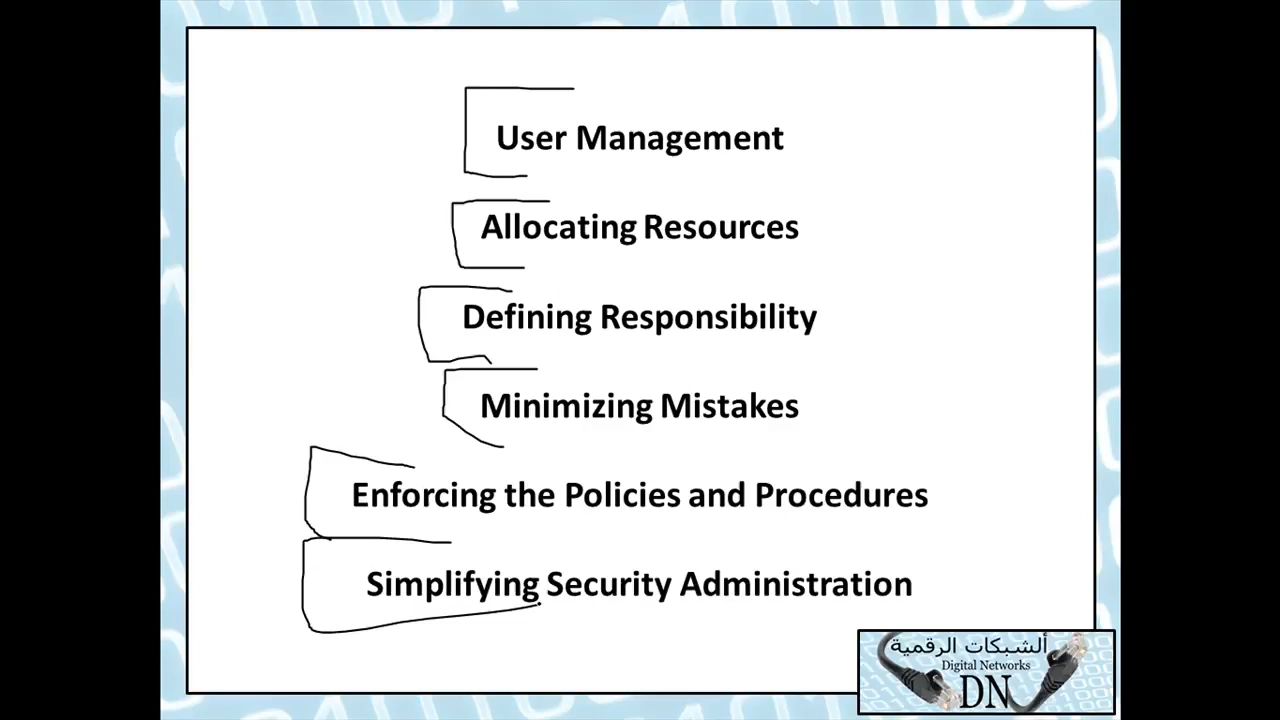 User Management
Allocating Resources
Defining Responsibility
Minimizing Mistakes
Enforcing the Policies and Procedures
Simplifying Security Administration
ألشبكات الرقمية
Digital Networks
DN